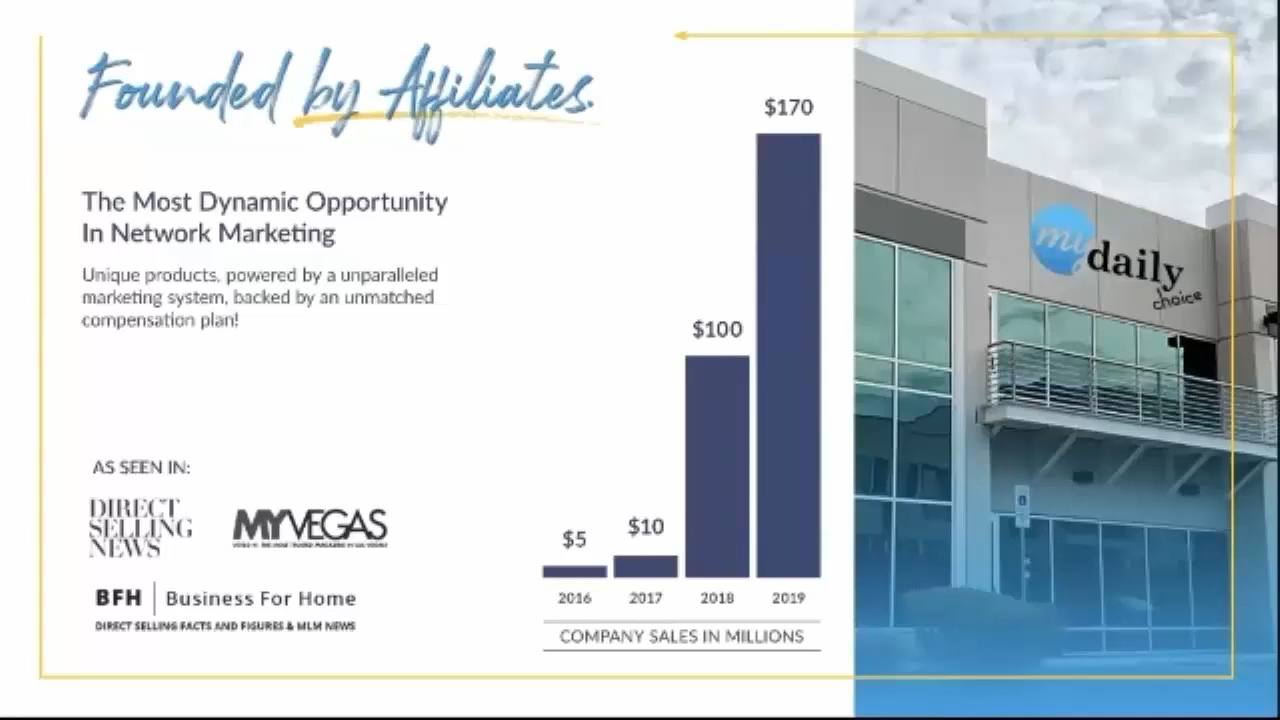 Founded by Affiliates.
The Most Dynamic Opportunity
In Network Marketing
Unique products, powered by a unparalleled
marketing system, backed by an unmatched
compensation plan!
AS SEEN IN:
DIRECT
SELLING
NEWS
MYVEGAS
BFH | Business For Home
DIRECT SELLING FACTS AND FIGURES & MLM NEWS
$5
$10
$100
$170
2016 2017 2018 2019
COMPANY SALES IN MILLIONS
my daily
choice